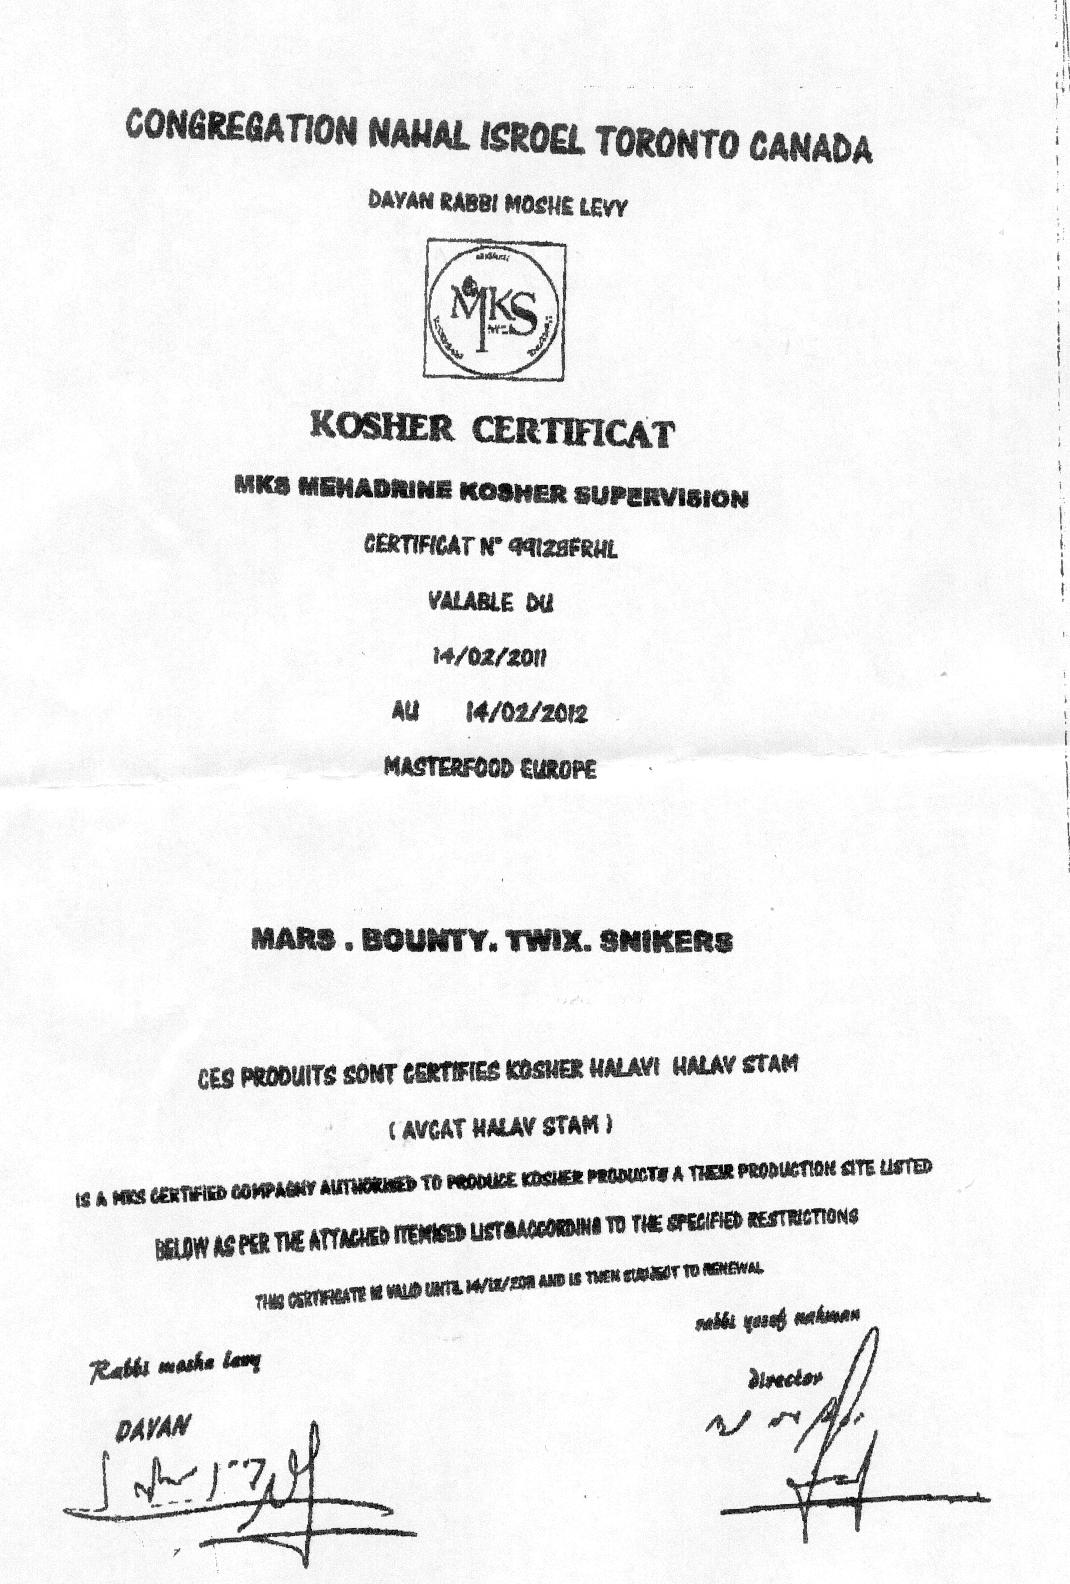 CONGREGATION NAHAL ISROEL TORONTO CANADA
DAYAN RABBI MOSHE LEVY
MKS
KOSHER CERTIFICAT
MKS MEHADRINE KOSHER SUPERVISION
CERTIFICAT N° 99128FRHL
VALABLE DU
14/02/2011
AU 14/02/2012
MASTERFOOD EUROPE
MARS . BOUNTY. TWIX. SNIKERS
CES PRODUITS SONT CERTIFIES KOSHER HALAVI HALAV STAM
( AVCAT HALAV STAM )
IS A MKS CERTIFIED COMPAGNY AUTHORISED TO PRODUCE KOSHER PRODUCTS A THEIR PRODUCTION SITE LISTED
BELOW AS PER THE ATTACHED ITEMISED LISTS ACCORDING TO THE SPECIFIED RESTRICTIONS
THIS CERTIFICATE IS VALID UNTIL AND IS THEN SUBJECT TO RENEWAL
rabbi yosef nahman
Rabbi moshe levy
director
DAYAN